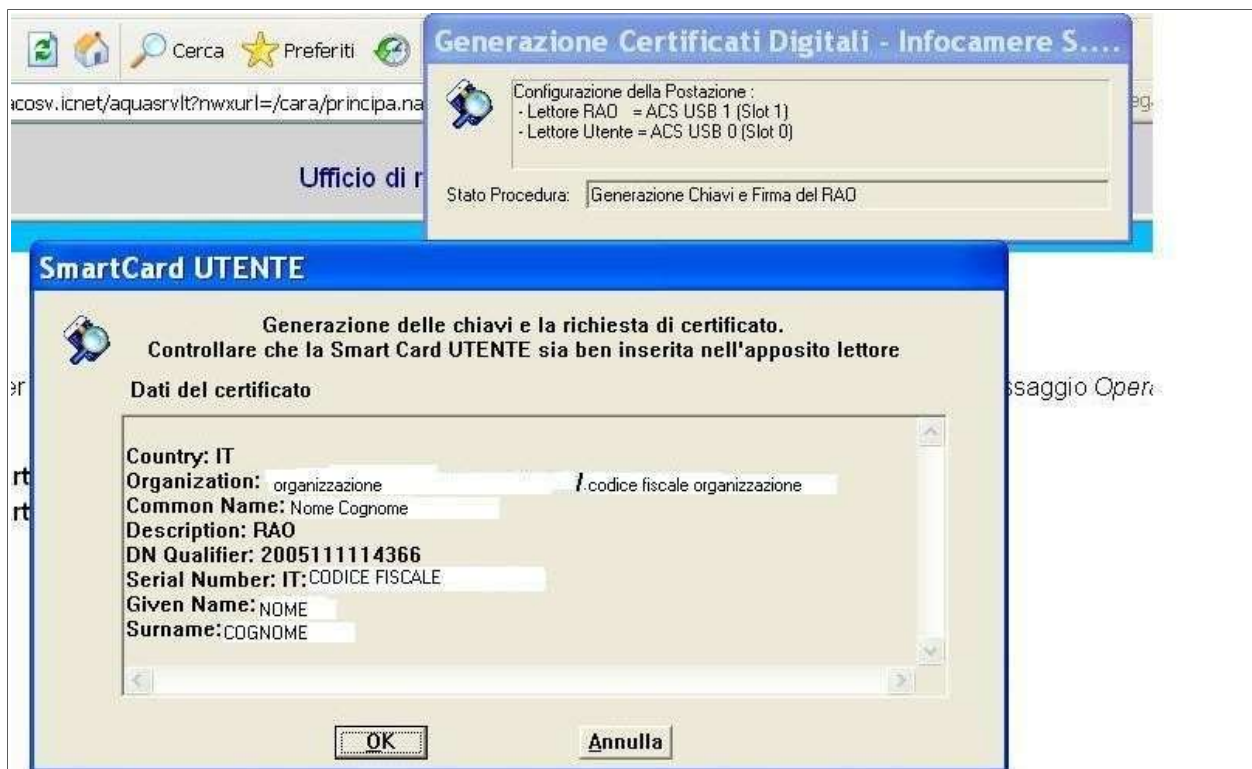 Cerca Preferiti
Generazione Certificati Digitali - Infocamere S....
acosv.icnet/aquasrvlt?nwxurl=/cara/principa.na
Configurazione della Postazione :
- Lettore RAO = ACS USB 1 (Slot 1)
- Lettore Utente = ACS USB 0 (Slot 0)
Ufficio di r
Stato Procedura: Generazione Chiavi e Firma del RAO
SmartCard UTENTE
Generazione delle chiavi e la richiesta di certificato.
Controllare che la Smart Card UTENTE sia ben inserita nell'apposito lettore
er
Dati del certificato
ssaggio Opera
Country: IT
rt
Organization: organizzazione / codice fiscale organizzazione
Common Name: Nome Cognome
rt
Description: RAO
DN Qualifier: 2005111114366
Serial Number: IT:CODICE FISCALE
Given Name: NOME
Surname: COGNOME
OK Annulla